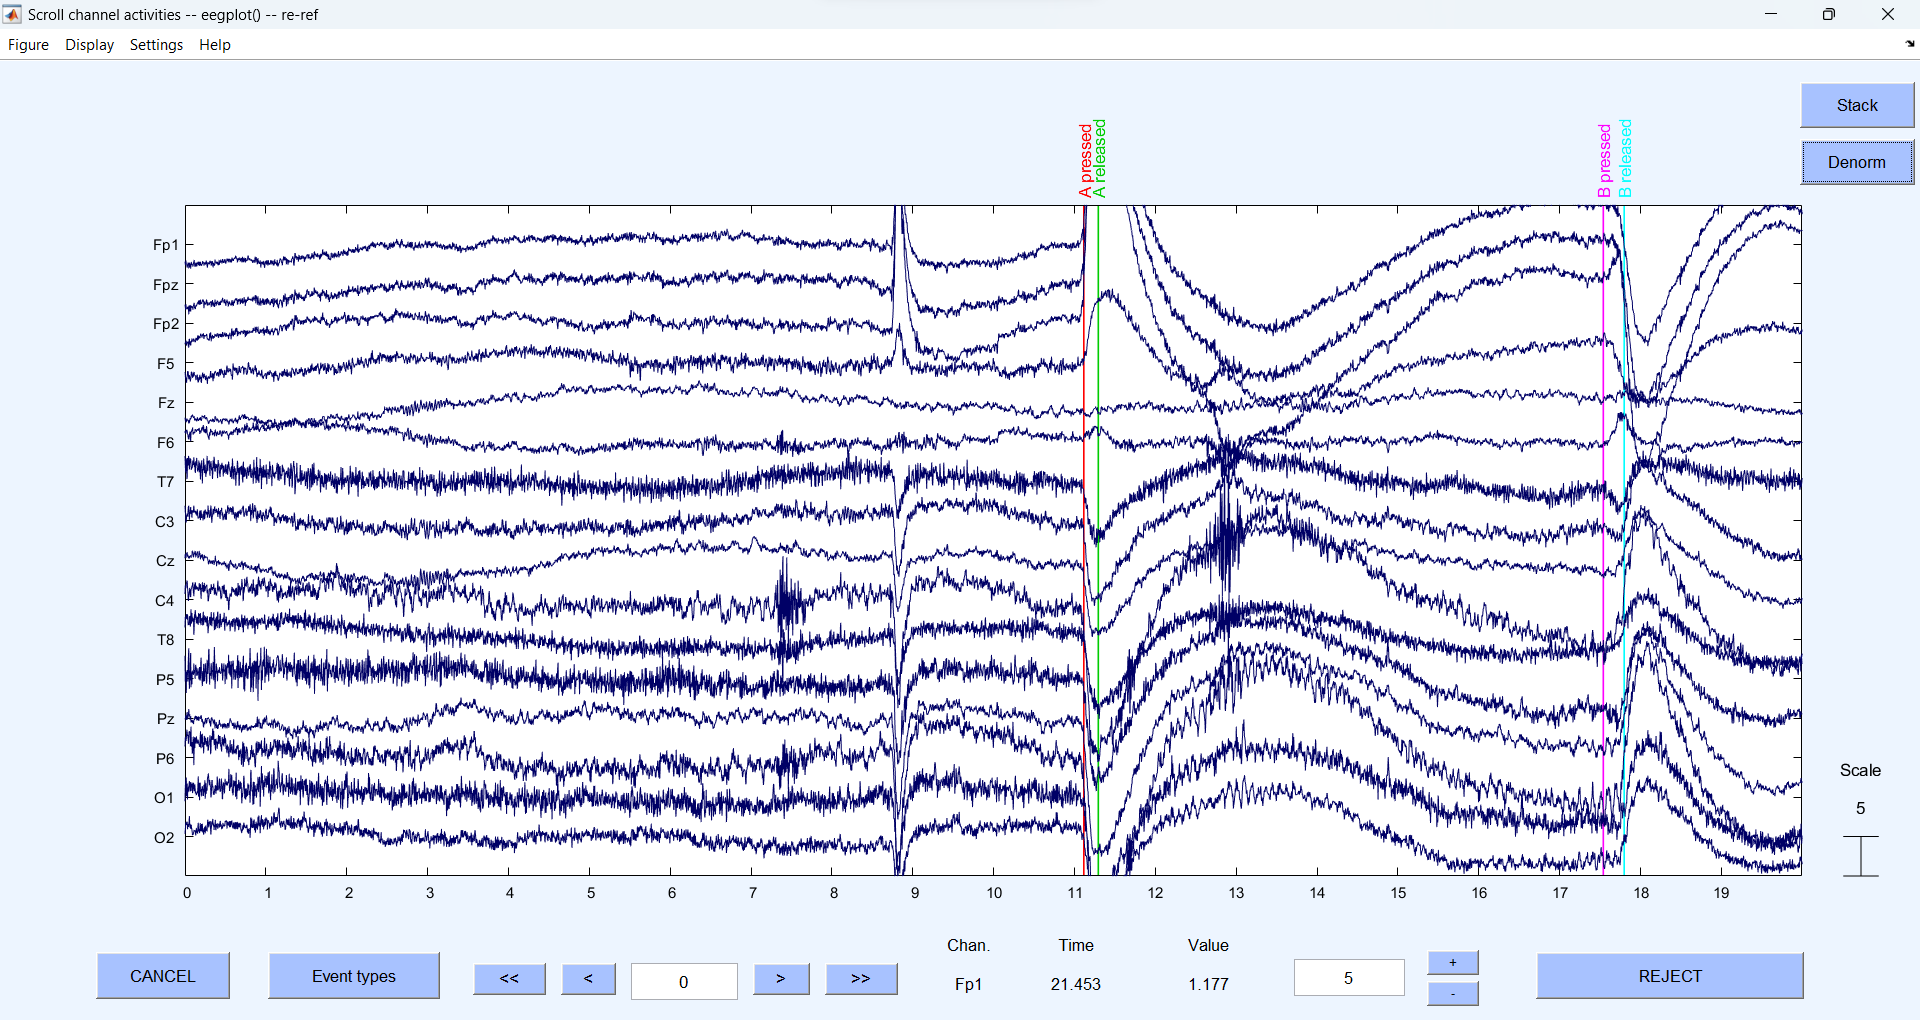 Scroll channel activities -- eegplot() -- re-ref
Figure Display Settings Help
Stack
Denorm
A pressed
A released
B pressed
B released
Fp1
Fpz
Fp2
F5
Fz
F6
T7
C3
Cz
C4
T8
P5
Pz
P6
O1
O2
0 1 2 3 4 5 6 7 8 9 10 11 12 13 14 15 16 17 18 19
Scale
5
Chan. Time Value
Fp1 21.453 1.177
CANCEL Event types << < 0 > >> 5 + - REJECT